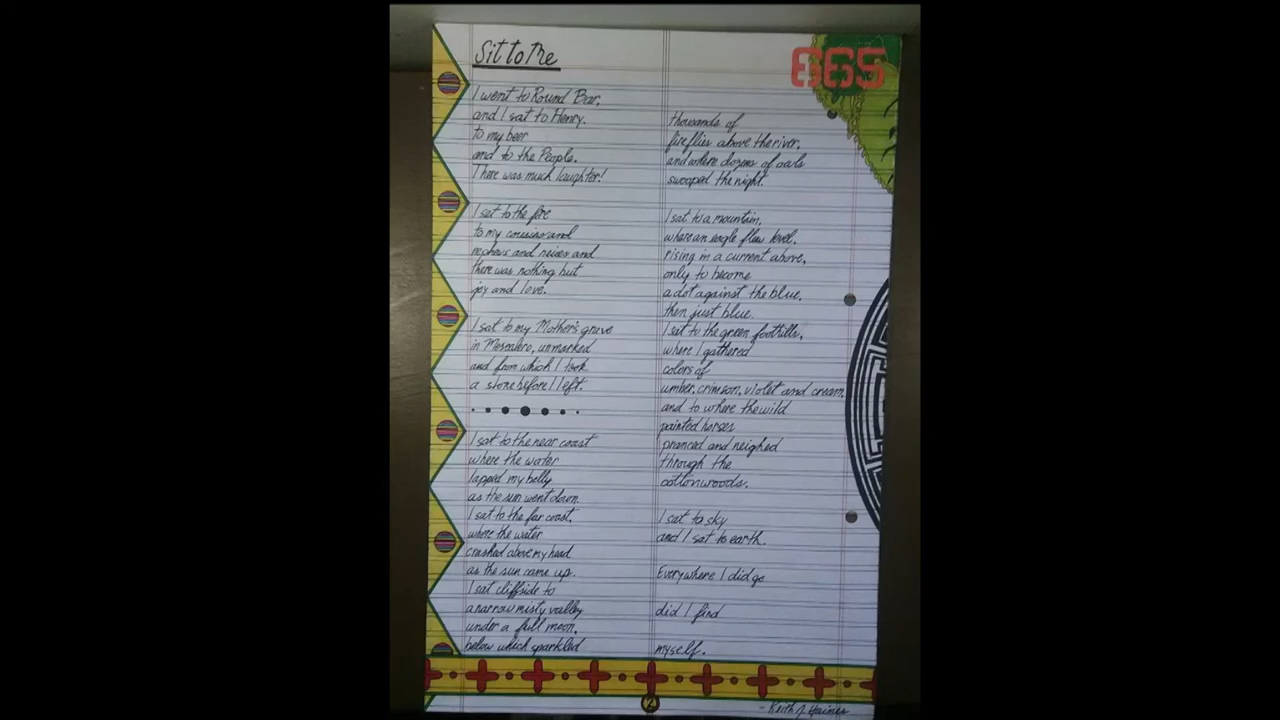 Sit to Me
665
I went to Round Bar,
and I sat to Henry,
to my beer
and to the People.
There was much laughter!
I sat to the fire
to my cousins and
nephews and neices and
there was nothing but
joy and love.
I sat to my Mother's grave
in Mescalero, unmarked
and from which I took
a stone before I left.
I sat to the near coast
where the water
lapped my belly
as the sun went down.
I sat to the far coast,
where the water
crashed above my head
as the sun came up.
I sat cliffside to
a narrow misty valley
under a full moon,
below which sparkled
thousands of
fireflies above the river,
and where dozens of owls
swooped the night.
I sat to a mountain,
where an eagle flew level,
rising in a current above,
only to become
a dot against the blue,
then just blue.
I sat to the green foothills,
where I gathered
colors of
umber, crimson, violet and cream,
and to where the wild
painted horses
pranced and neighed
through the
cottonwoods.
I sat to sky
and I sat to earth.
Everywhere I did go
did I find
myself.
2
- Keith J. Haines